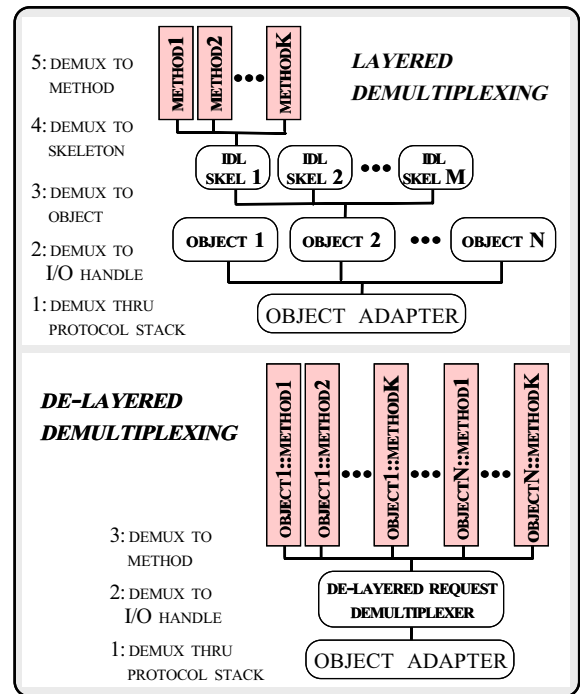 LAYERED
DEMULTIPLEXING
5: DEMUX TO
METHOD
4: DEMUX TO
SKELETON
3: DEMUX TO
OBJECT
2: DEMUX TO
I/O HANDLE
1: DEMUX THRU
PROTOCOL STACK
METHOD1
METHOD2
METHODK
IDL
SKEL 1
IDL
SKEL 2
IDL
SKEL M
OBJECT 1
OBJECT 2
OBJECT N
OBJECT ADAPTER
DE-LAYERED
DEMULTIPLEXING
3: DEMUX TO
METHOD
2: DEMUX TO
I/O HANDLE
1: DEMUX THRU
PROTOCOL STACK
OBJECT1::METHOD1
OBJECT1::METHOD2
OBJECT1::METHODK
OBJECTN::METHOD1
OBJECTN::METHODK
DE-LAYERED REQUEST
DEMULTIPLEXER
OBJECT ADAPTER